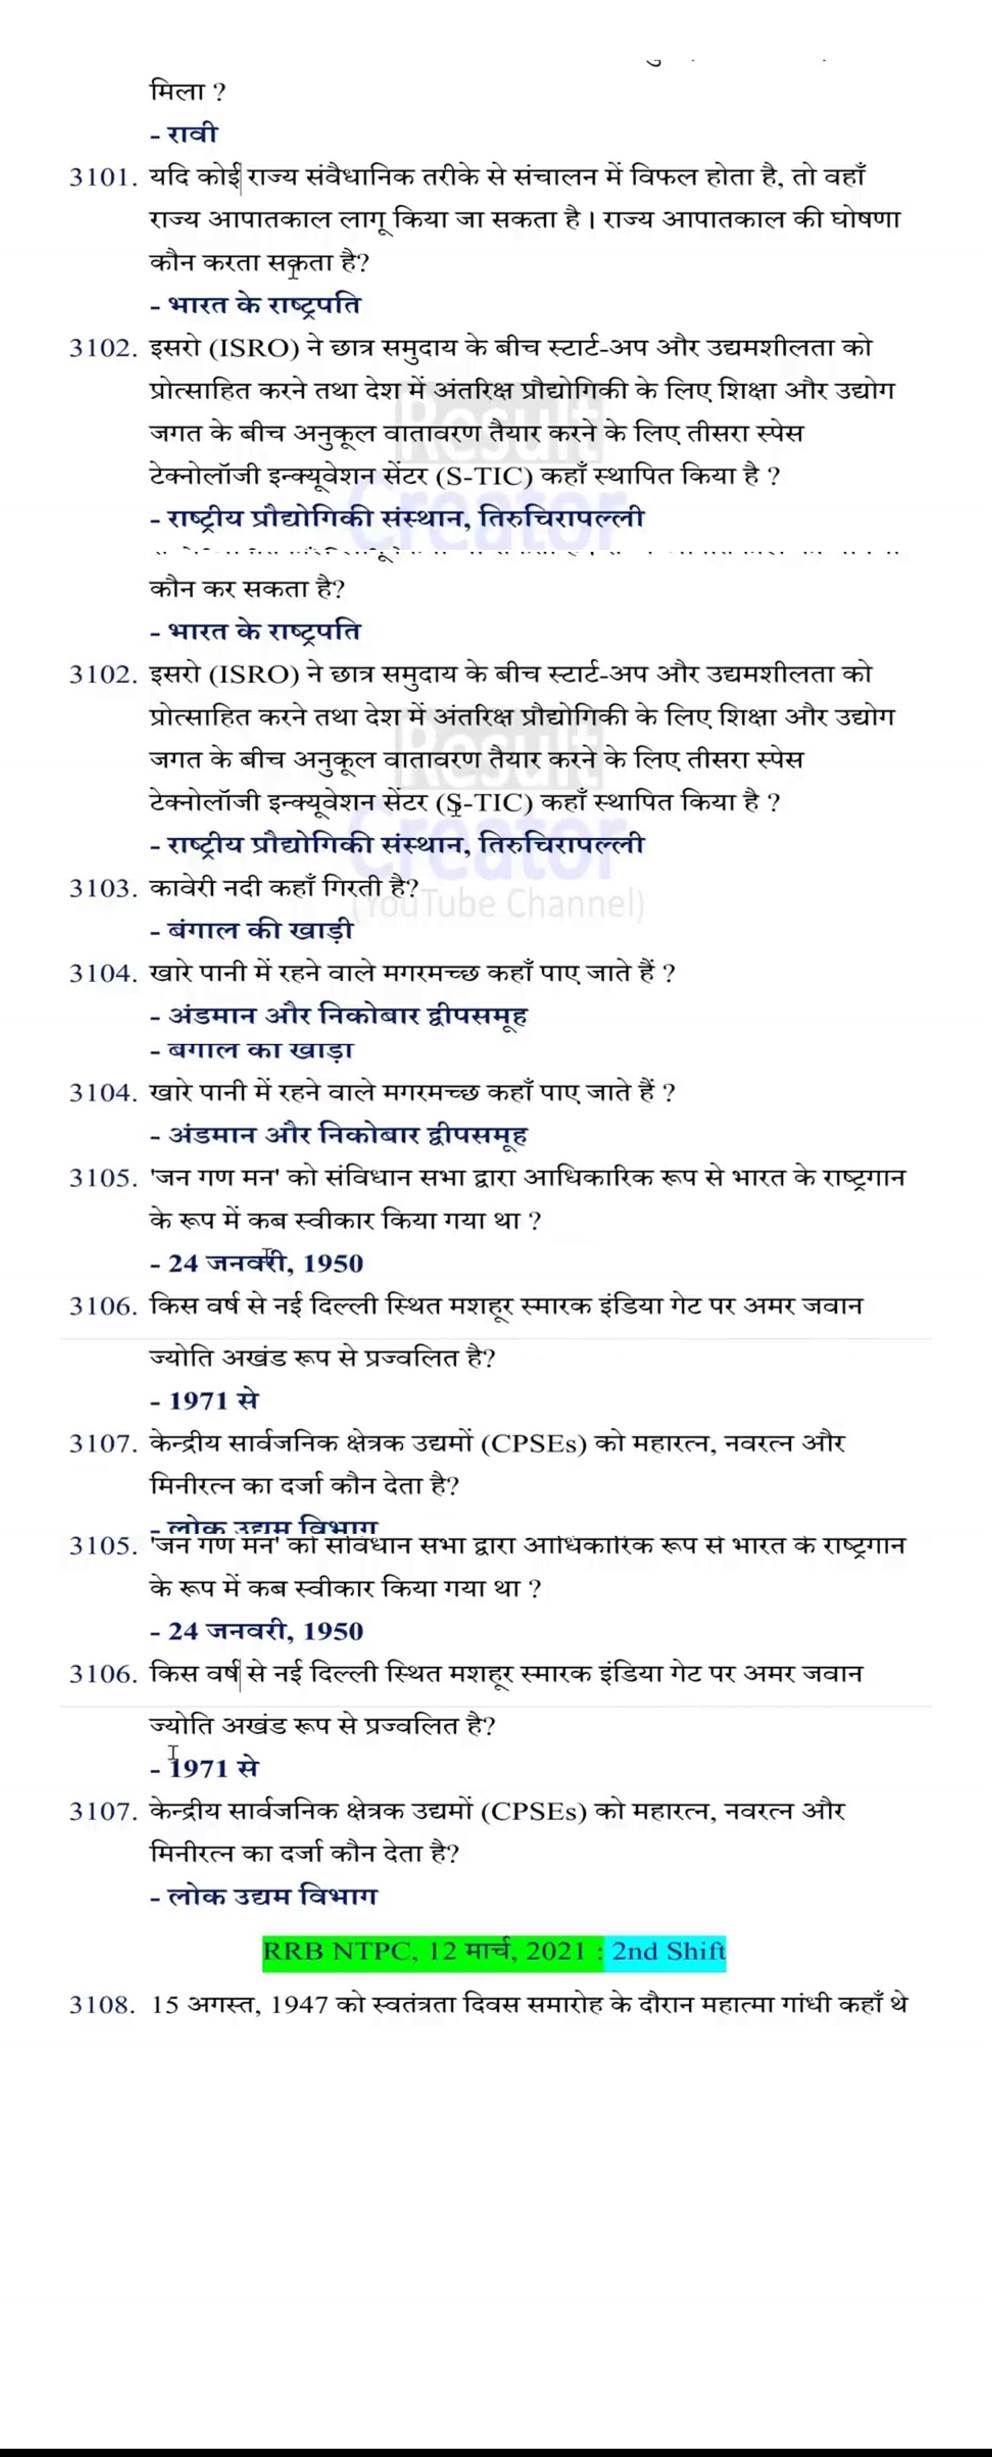 मिला ?
- रावी
3101. यदि कोई राज्य संवैधानिक तरीके से संचालन में विफल होता है, तो वहाँ
राज्य आपातकाल लागू किया जा सकता है। राज्य आपातकाल की घोषणा
कौन करता सकता है?
- भारत के राष्ट्रपति
3102. इसरो (ISRO) ने छात्र समुदाय के बीच स्टार्ट-अप और उद्यमशीलता को
प्रोत्साहित करने तथा देश में अंतरिक्ष प्रौद्योगिकी के लिए शिक्षा और उद्योग
जगत के बीच अनुकूल वातावरण तैयार करने के लिए तीसरा स्पेस
टेक्नोलॉजी इन्क्यूवेशन सेंटर (S-TIC) कहाँ स्थापित किया है ?
- राष्ट्रीय प्रौद्योगिकी संस्थान, तिरुचिरापल्ली
Result
Creator
कौन कर सकता है?
- भारत के राष्ट्रपति
3102. इसरो (ISRO) ने छात्र समुदाय के बीच स्टार्ट-अप और उद्यमशीलता को
प्रोत्साहित करने तथा देश में अंतरिक्ष प्रौद्योगिकी के लिए शिक्षा और उद्योग
जगत के बीच अनुकूल वातावरण तैयार करने के लिए तीसरा स्पेस
टेक्नोलॉजी इन्क्यूवेशन सेंटर (S-TIC) कहाँ स्थापित किया है ?
- राष्ट्रीय प्रौद्योगिकी संस्थान, तिरुचिरापल्ली
Result
Creator
(YouTube Channel)
3103. कावेरी नदी कहाँ गिरती है?
- बंगाल की खाड़ी
3104. खारे पानी में रहने वाले मगरमच्छ कहाँ पाए जाते हैं ?
- अंडमान और निकोबार द्वीपसमूह
- बगाल का खाड़ा
3104. खारे पानी में रहने वाले मगरमच्छ कहाँ पाए जाते हैं ?
- अंडमान और निकोबार द्वीपसमूह
3105. 'जन गण मन' को संविधान सभा द्वारा आधिकारिक रूप से भारत के राष्ट्रगान
के रूप में कब स्वीकार किया गया था ?
- 24 जनवरी, 1950
3106. किस वर्ष से नई दिल्ली स्थित मशहूर स्मारक इंडिया गेट पर अमर जवान
ज्योति अखंड रूप से प्रज्वलित है?
- 1971 से
3107. केन्द्रीय सार्वजनिक क्षेत्रक उद्यमों (CPSEs) को महारत्न, नवरत्न और
मिनीरत्न का दर्जा कौन देता है?
- लोक उद्यम विभाग
3105. 'जन गण मन' को संविधान सभा द्वारा आधिकारिक रूप से भारत के राष्ट्रगान
के रूप में कब स्वीकार किया गया था ?
- 24 जनवरी, 1950
3106. किस वर्ष से नई दिल्ली स्थित मशहूर स्मारक इंडिया गेट पर अमर जवान
ज्योति अखंड रूप से प्रज्वलित है?
- 1971 से
3107. केन्द्रीय सार्वजनिक क्षेत्रक उद्यमों (CPSEs) को महारत्न, नवरत्न और
मिनीरत्न का दर्जा कौन देता है?
- लोक उद्यम विभाग
RRB NTPC, 12 मार्च, 2021 : 2nd Shift
3108. 15 अगस्त, 1947 को स्वतंत्रता दिवस समारोह के दौरान महात्मा गांधी कहाँ थे